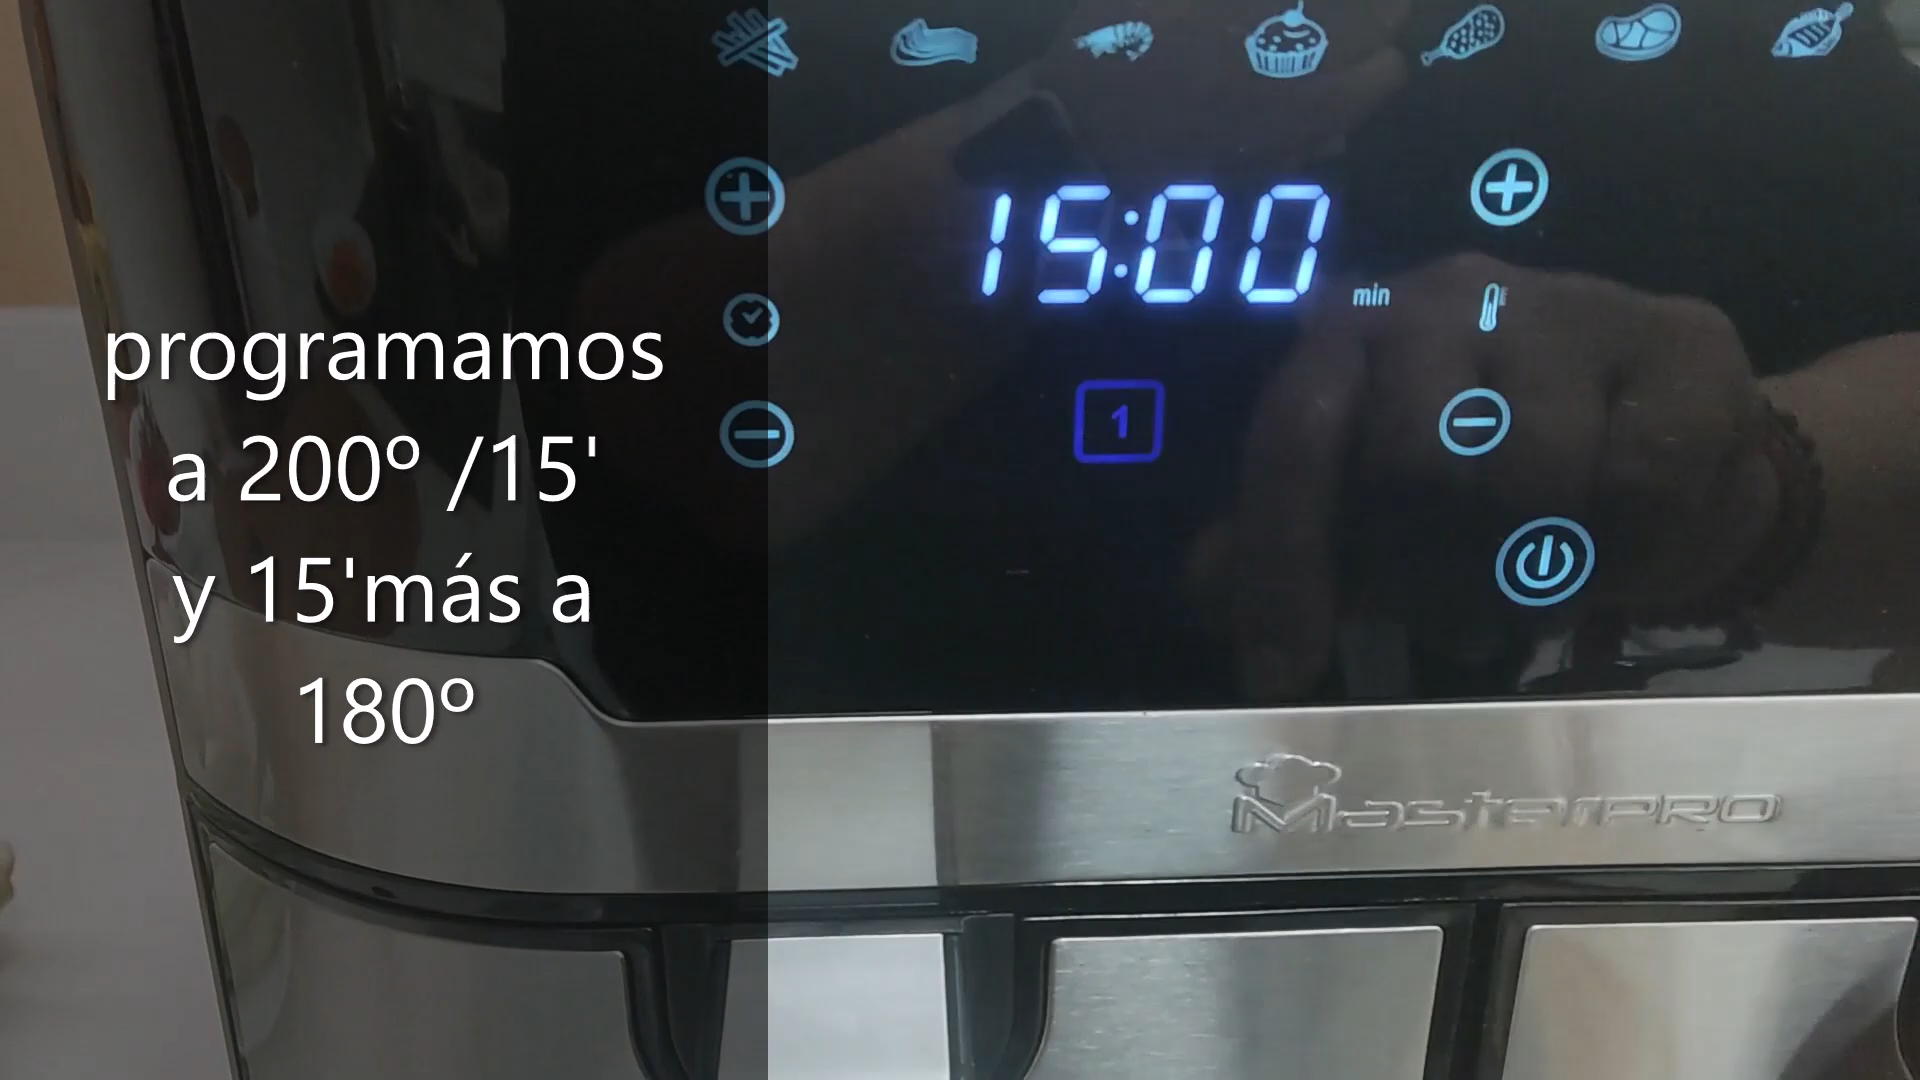 15:00
min
1
programamos
a 200º /15'
y 15'más a
180º
MasterPRO